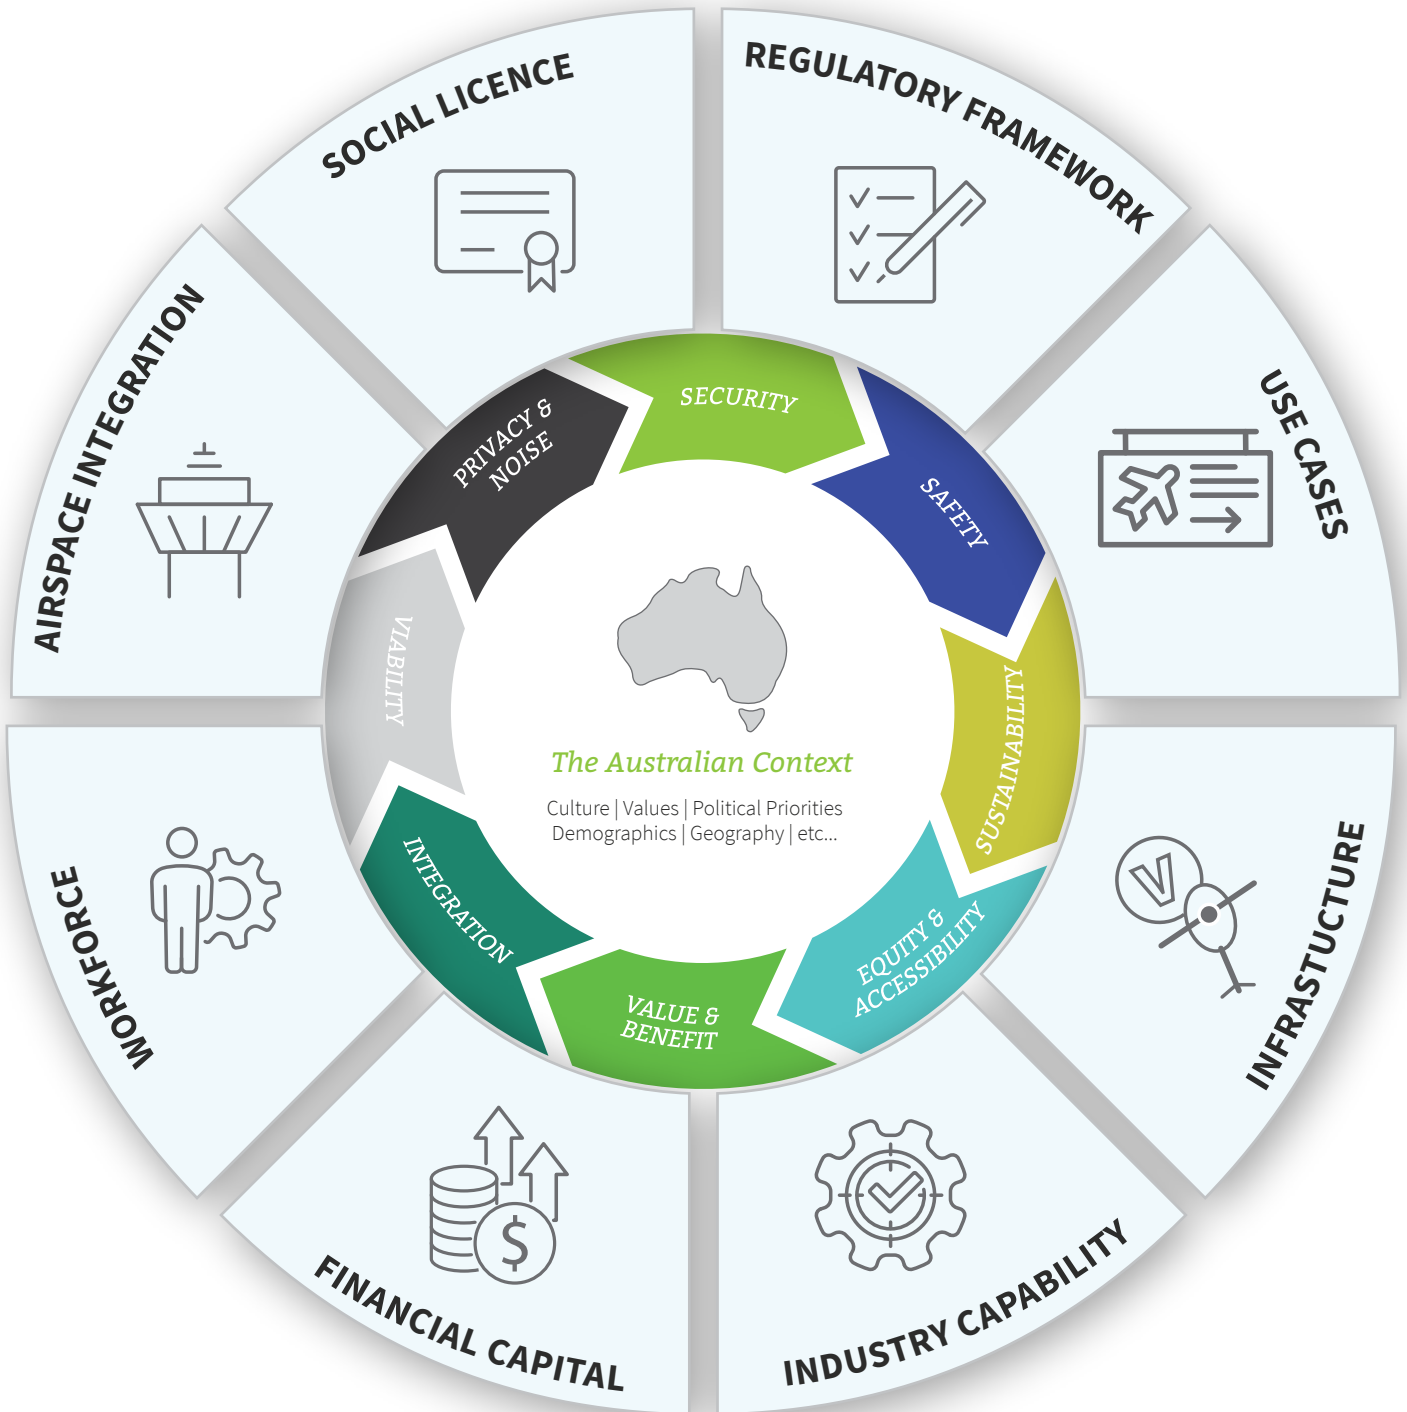 SOCIAL LICENCE
REGULATORY FRAMEWORK
USE CASES
INFRASTUCTURE
INDUSTRY CAPABILITY
FINANCIAL CAPITAL
WORKFORCE
AIRSPACE INTEGRATION
SECURITY
SAFETY
SUSTAINABILITY
EQUITY &
ACCESSIBILITY
VALUE &
BENEFIT
INTEGRATION
VIABILITY
PRIVACY &
NOISE
The Australian Context
Culture | Values | Political Priorities
Demographics | Geography | etc...
V
$